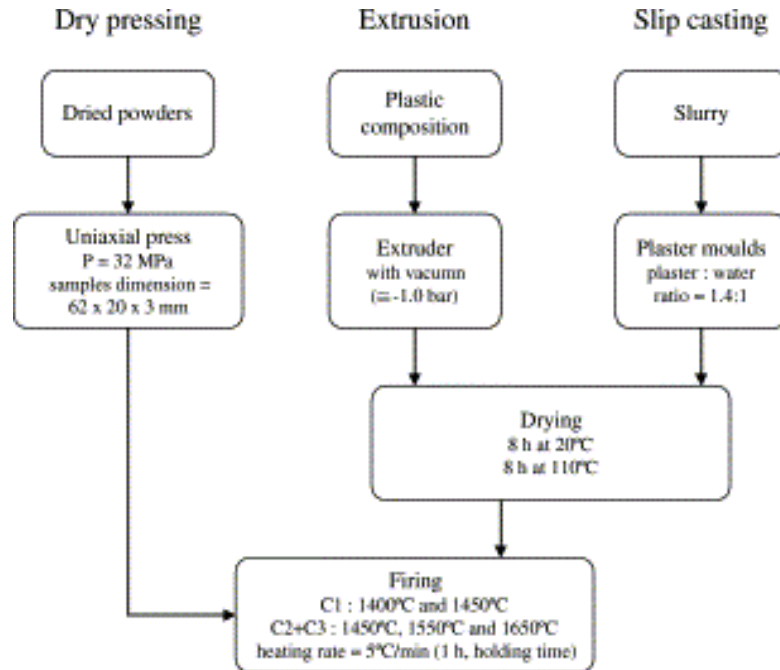 Dry pressing
Extrusion
Slip casting
Dried powders
Plastic
composition
Slurry
Uniaxial press
P = 32 MPa
samples dimension =
62 x 20 x 3 mm
Extruder
with vacumn
(≅ -1.0 bar)
Plaster moulds
plaster : water
ratio = 1.4:1
Drying
8 h at 20ºC
8 h at 110ºC
Firing
C1 : 1400ºC and 1450ºC
C2+C3 : 1450ºC, 1550ºC and 1650ºC
heating rate = 5ºC/min (1 h, holding time)